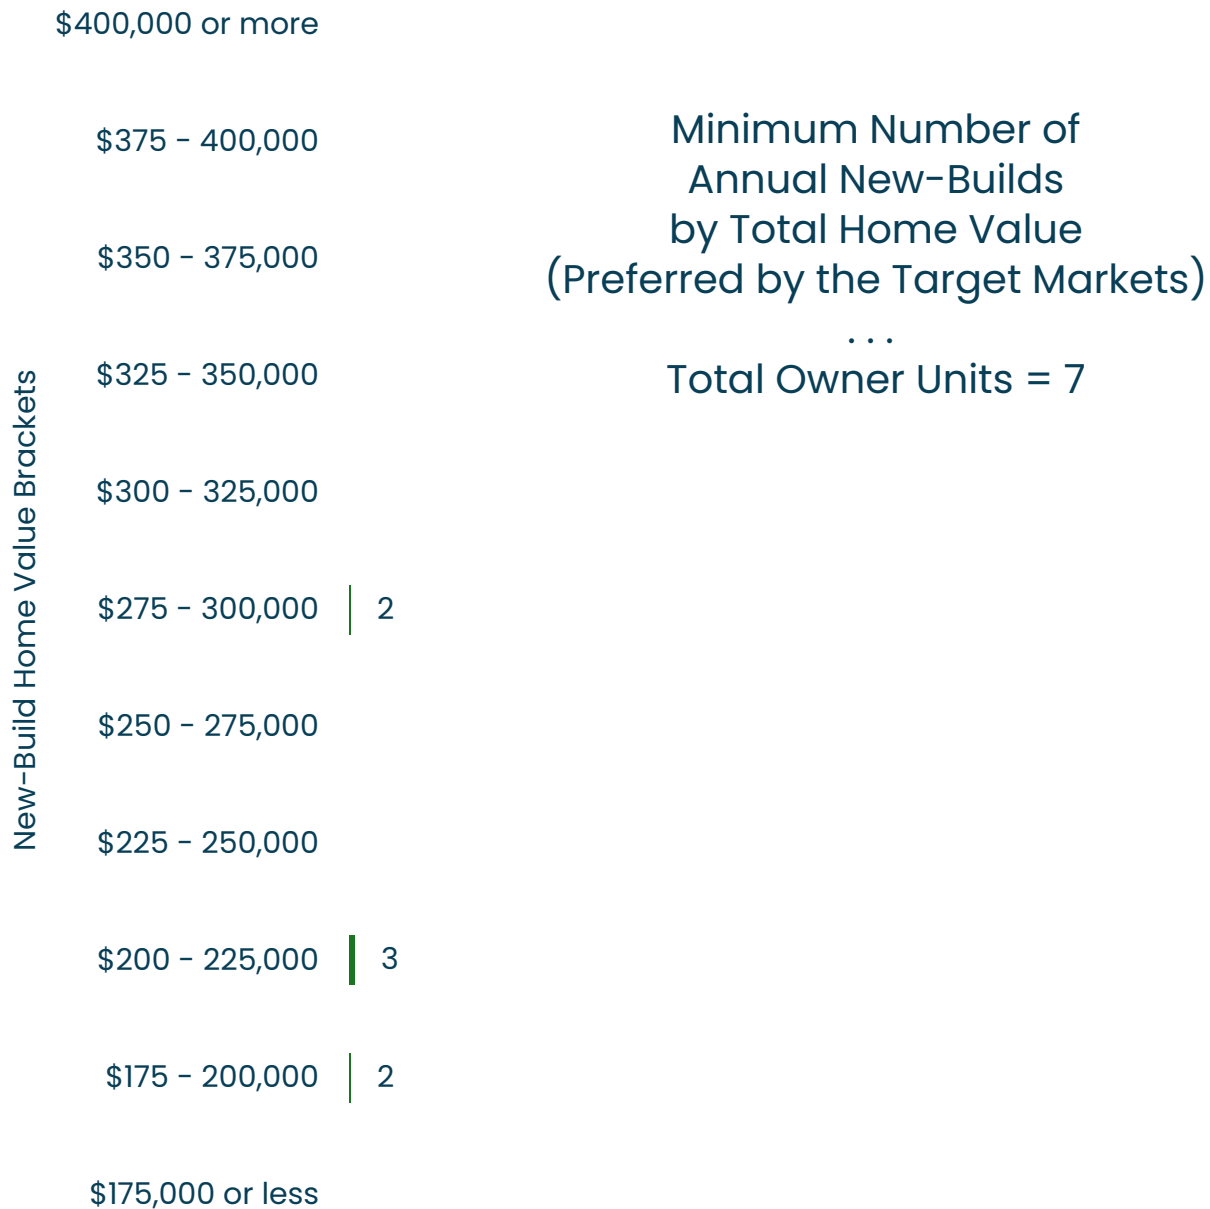 $400,000 or more
Minimum Number of
Annual New-Builds
by Total Home Value
(Preferred by the Target Markets)
. . .
Total Owner Units = 7
New-Build Home Value Brackets
$375 - 400,000
$350 - 375,000
$325 - 350,000
$300 - 325,000
$275 - 300,000 2
$250 - 275,000
$225 - 250,000
$200 - 225,000 3
$175 - 200,000 2
$175,000 or less